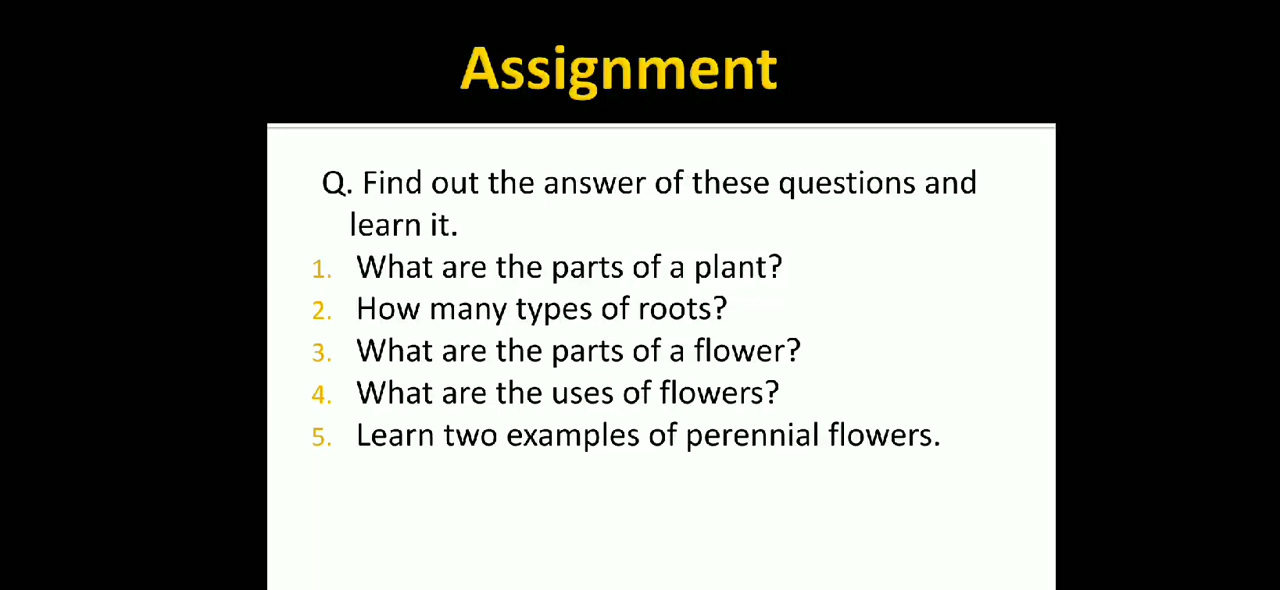 Assignment
Q. Find out the answer of these questions and
learn it.
1. What are the parts of a plant?
2. How many types of roots?
3. What are the parts of a flower?
4. What are the uses of flowers?
5. Learn two examples of perennial flowers.